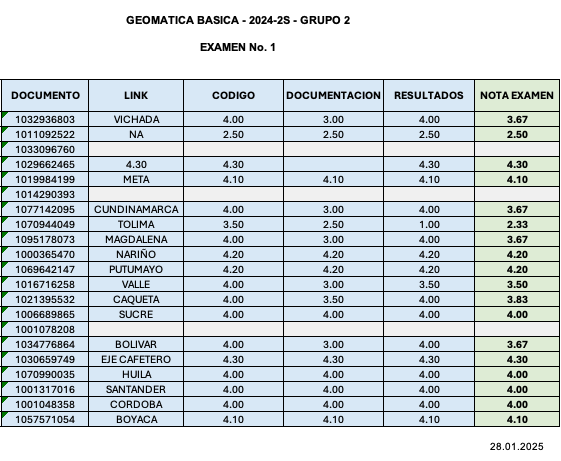 GEOMATICA BASICA - 2024-2S - GRUPO 2
EXAMEN No. 1
DOCUMENTO LINK CODIGO DOCUMENTACION RESULTADOS NOTA EXAMEN
1032936803 VICHADA 4.00 3.00 4.00 3.67
1011092522 NA 2.50 2.50 2.50 2.50
1033096760
1029662465 4.30 4.30 4.30 4.30
1019984199 META 4.10 4.10 4.10 4.10
1014290393
1077142095 CUNDINAMARCA 4.00 3.00 4.00 3.67
1070944049 TOLIMA 3.50 2.50 1.00 2.33
1095178073 MAGDALENA 4.00 3.00 4.00 3.67
1000365470 NARIÑO 4.20 4.20 4.20 4.20
1069642147 PUTUMAYO 4.20 4.20 4.20 4.20
1016716258 VALLE 4.00 3.00 3.50 3.50
1021395532 CAQUETA 4.00 3.50 4.00 3.83
1006689865 SUCRE 4.00 4.00 4.00 4.00
1001078208
1034776864 BOLIVAR 4.00 3.00 4.00 3.67
1030659749 EJE CAFETERO 4.30 4.30 4.30 4.30
1070990035 HUILA 4.00 4.00 4.00 4.00
1001317016 SANTANDER 4.00 4.00 4.00 4.00
1001048358 CORDOBA 4.00 4.00 4.00 4.00
1057571054 BOYACA 4.10 4.10 4.10 4.10
28.01.2025